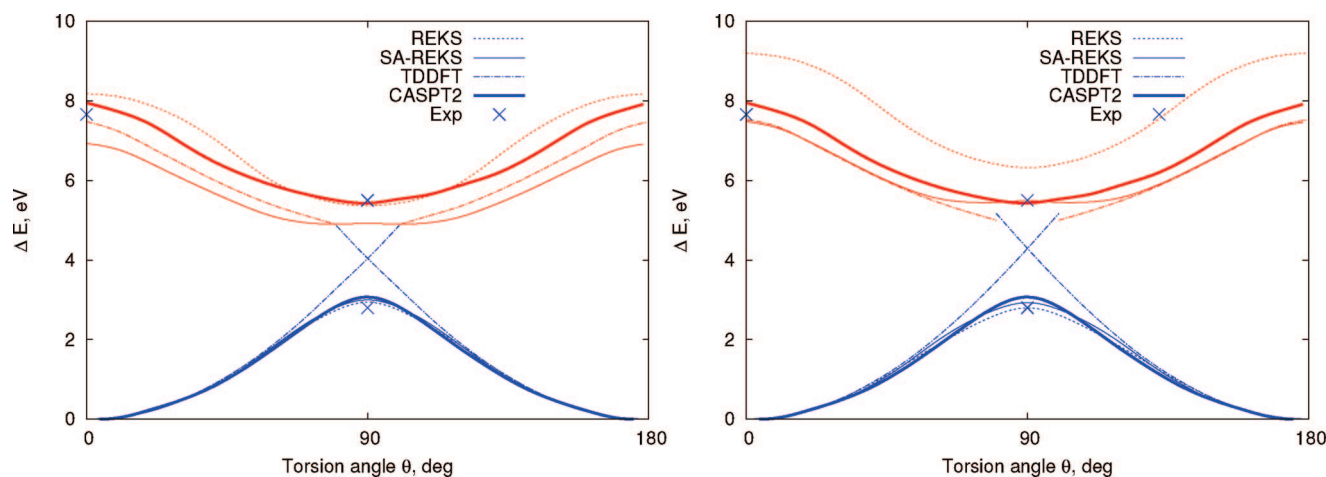 10
8
6
4
2
0
Δ E, eV
REKS
SA-REKS
TDDFT
CASPT2
Exp
0
90
180
Torsion angle θ, deg
10
8
6
4
2
0
Δ E, eV
REKS
SA-REKS
TDDFT
CASPT2
Exp
0
90
180
Torsion angle θ, deg